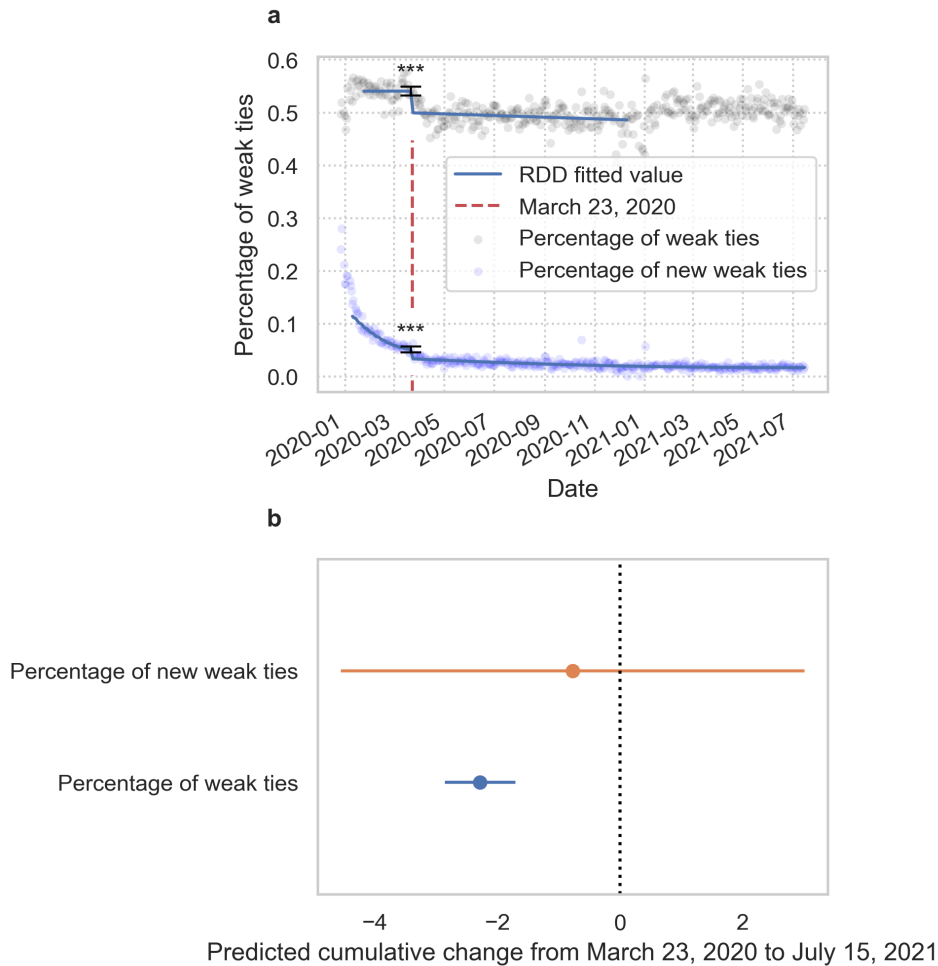 a
Percentage of weak ties
0.6
0.5
0.4
0.3
0.2
0.1
0.0
***
***
RDD fitted value
March 23, 2020
Percentage of weak ties
Percentage of new weak ties
2020-01
2020-03
2020-05
2020-07
2020-09
2020-11
2021-01
2021-03
2021-05
2021-07
Date
b
Percentage of new weak ties
Percentage of weak ties
−4
−2
0
2
Predicted cumulative change from March 23, 2020 to July 15, 2021